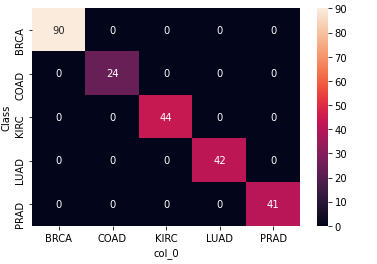 BRCA 90 0 0 0 0
COAD 0 24 0 0 0
KIRC 0 0 44 0 0
LUAD 0 0 0 42 0
PRAD 0 0 0 0 41
BRCA COAD KIRC LUAD PRAD
col_0
Class
90
80
70
60
50
40
30
20
10
0